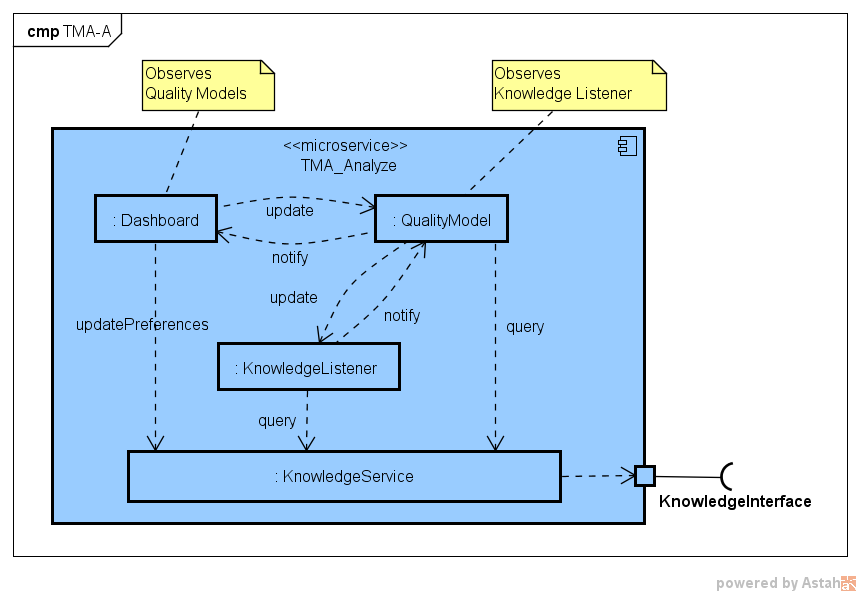 cmp TMA-A
Observes
Quality Models
Observes
Knowledge Listener
<<microservice>>
TMA_Analyze
: Dashboard
update
: QualityModel
notify
update
notify
updatePreferences
query
: KnowledgeListener
query
: KnowledgeService
KnowledgeInterface
powered by Astah